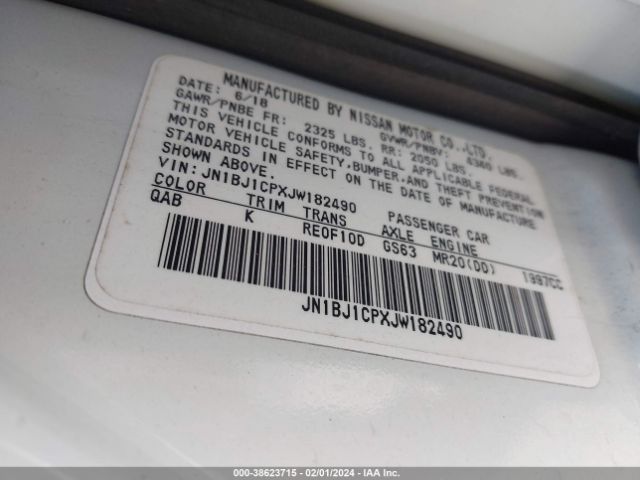 MANUFACTURED BY NISSAN MOTOR CO.,LTD.
DATE: 6/18 GVWR/PNBV: 4360 LBS.
GAWR/PNBE FR: 2325 LBS. RR: 2050 LBS.
THIS VEHICLE CONFORMS TO ALL APPLICABLE FEDERAL
MOTOR VEHICLE SAFETY,BUMPER,AND THEFT PREVENTION
STANDARDS IN EFFECT ON THE DATE OF MANUFACTURE
SHOWN ABOVE.
VIN: JN1BJ1CPXJW182490 PASSENGER CAR
COLOR TRIM TRANS AXLE ENGINE
QAB K RE0F10D GS63 MR20(DD) 1997CC
JN1BJ1CPXJW182490
000-38623715 - 02/01/2024 - IAA Inc.